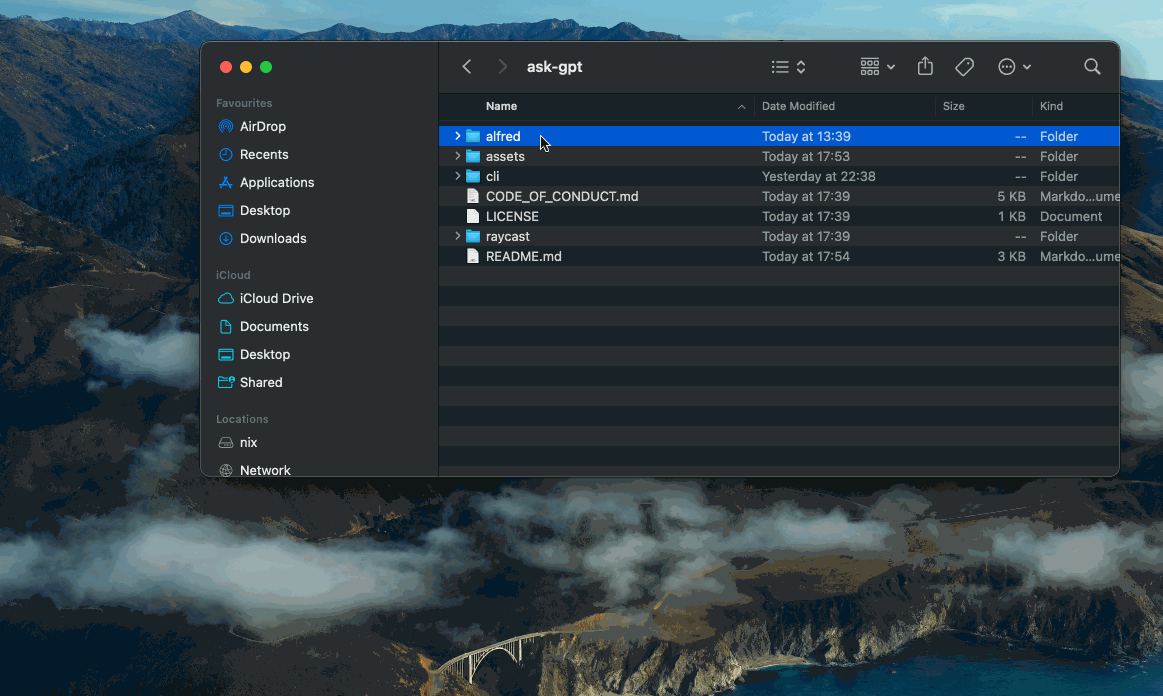 ask-gpt
Favourites
AirDrop
Recents
Applications
Desktop
Downloads
iCloud
iCloud Drive
Documents
Desktop
Shared
Locations
nix
Network
Name Date Modified Size Kind
alfred Today at 13:39 -- Folder
assets Today at 17:53 -- Folder
cli Yesterday at 22:38 -- Folder
CODE_OF_CONDUCT.md Today at 17:39 5 KB Markdo...ume
LICENSE Today at 17:39 1 KB Document
raycast Today at 17:39 -- Folder
README.md Today at 17:54 3 KB Markdo...ume